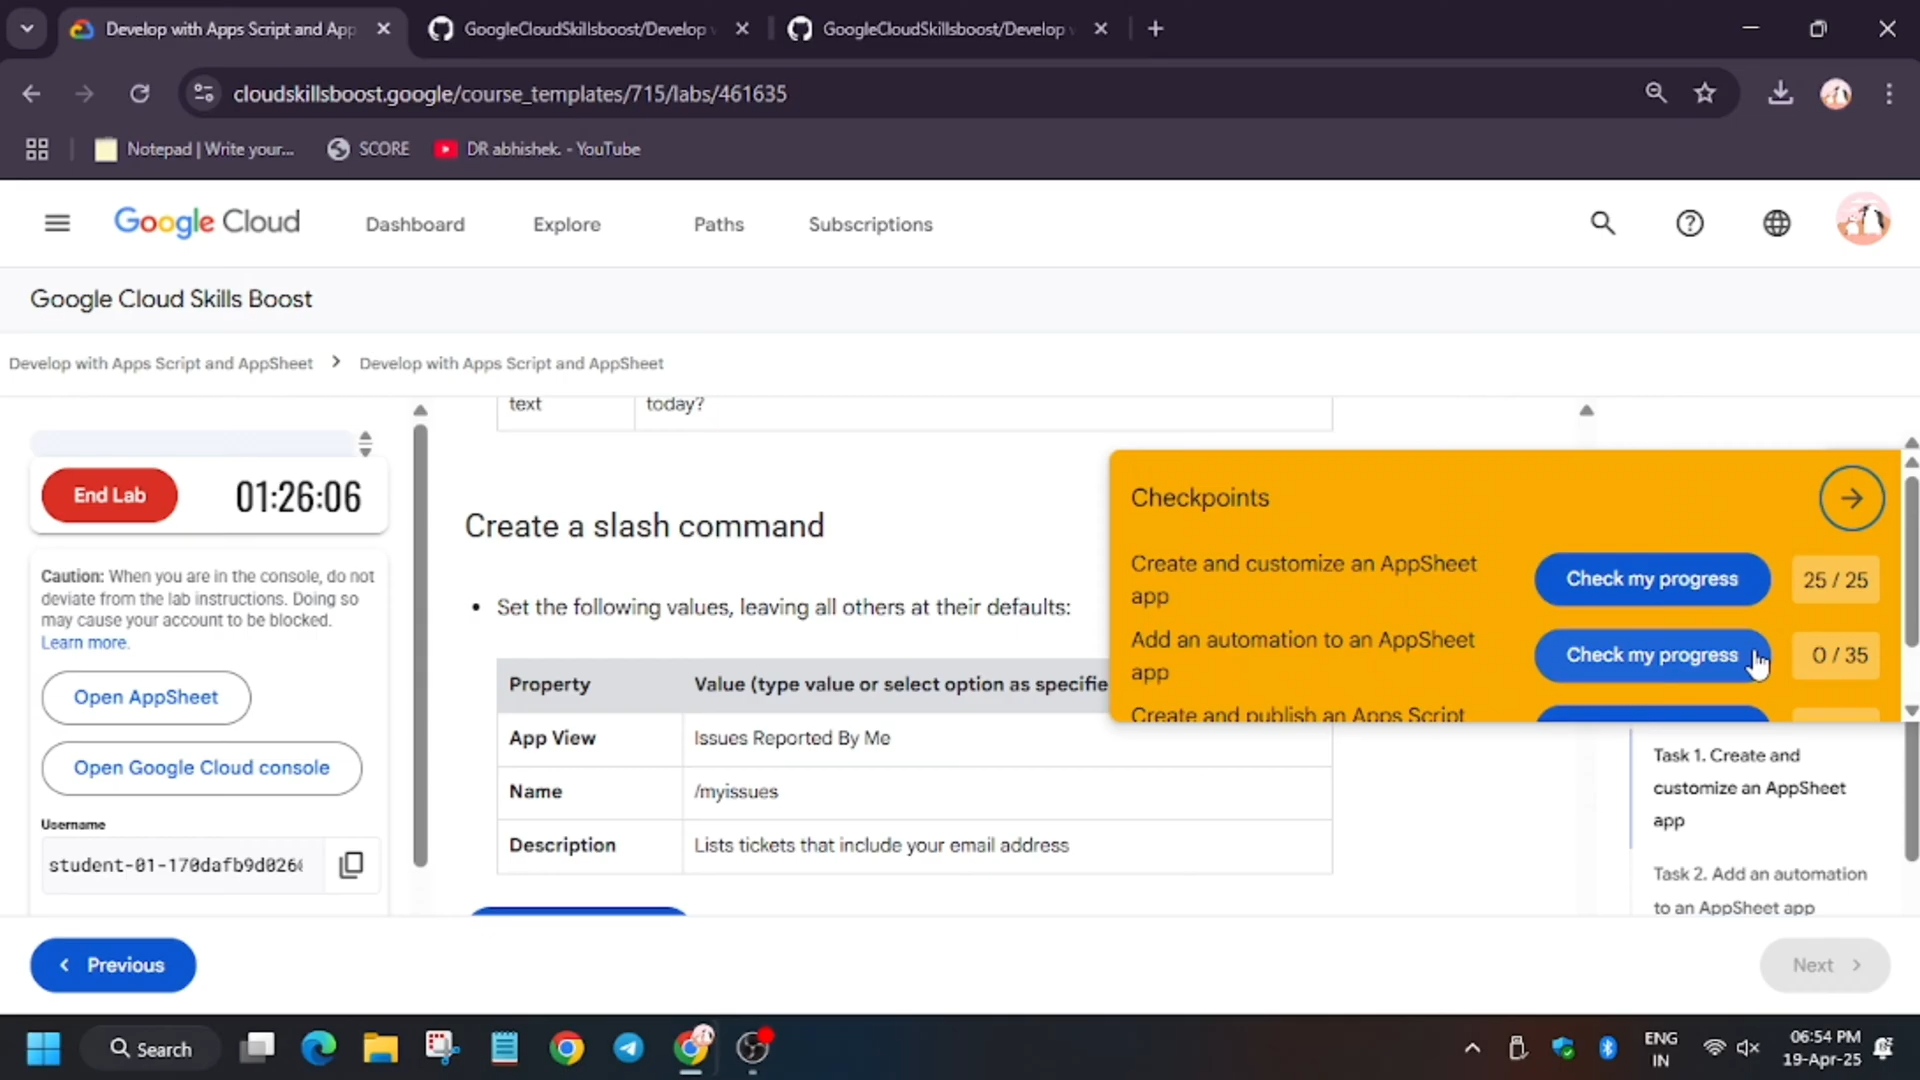 Develop with Apps Script and App
GoogleCloudSkillsboost/Develop
GoogleCloudSkillsboost/Develop
cloudskillsboost.google/course_templates/715/labs/461635
Notepad | Write your...
SCORE
DR abhishek. - YouTube
Google Cloud
Dashboard
Explore
Paths
Subscriptions
Google Cloud Skills Boost
Develop with Apps Script and AppSheet > Develop with Apps Script and AppSheet
text
today?
End Lab
01:26:06
Caution: When you are in the console, do not
deviate from the lab instructions. Doing so
may cause your account to be blocked.
Learn more.
Open AppSheet
Open Google Cloud console
Username
student-01-170dafb9d026
Create a slash command
• Set the following values, leaving all others at their defaults:
Property
Value (type value or select option as specifie
App View
Issues Reported By Me
Name
/myissues
Description
Lists tickets that include your email address
Checkpoints
Create and customize an AppSheet
app
Check my progress
25 / 25
Add an automation to an AppSheet
app
Check my progress
0 / 35
Create and publish an Apps Script
Task 1. Create and
customize an AppSheet
app
Task 2. Add an automation
to an AppSheet app
Previous
Next
Search
ENG
IN
06:54 PM
19-Apr-25